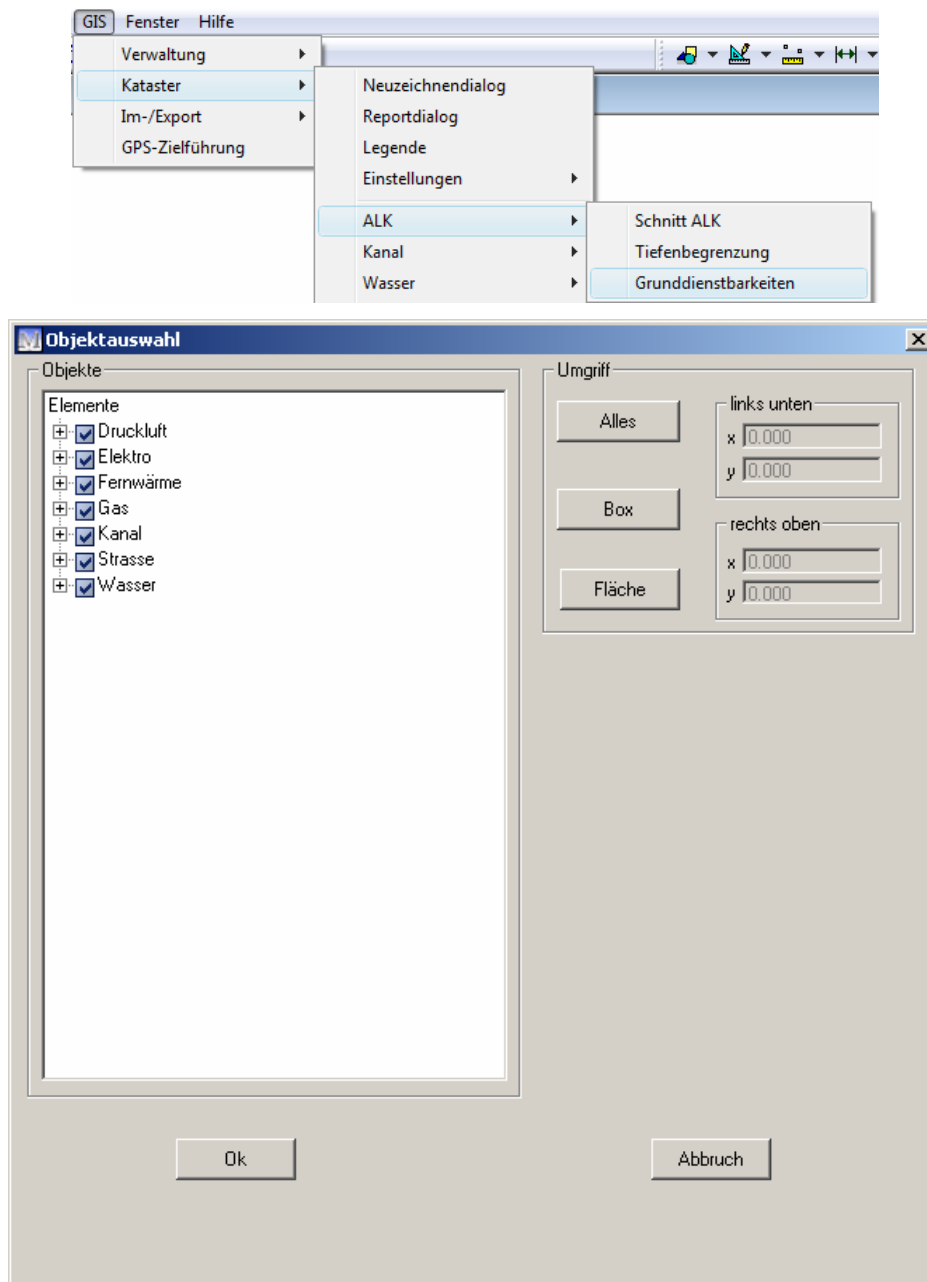 GIS Fenster Hilfe
Verwaltung
Kataster
Im-/Export
GPS-Zielführung
Neuzeichnendialog
Reportdialog
Legende
Einstellungen
ALK
Kanal
Wasser
Schnitt ALK
Tiefenbegrenzung
Grunddienstbarkeiten
Objektauswahl
Objekte
Elemente
Druckluft
Elektro
Fernwärme
Gas
Kanal
Strasse
Wasser
Umgriff
Alles
Box
Fläche
links unten
x 0.000
y 0.000
rechts oben
x 0.000
y 0.000
Ok
Abbruch